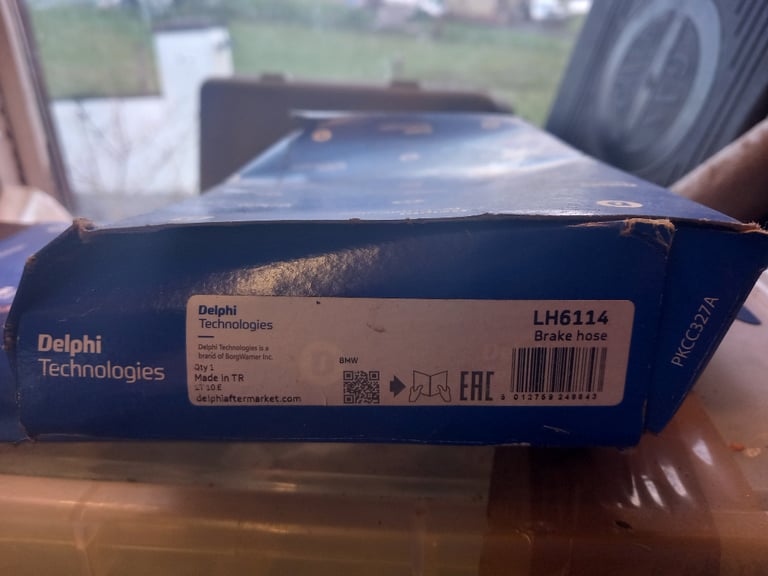 Delphi
Technologies
Delphi
Technologies
Delphi Technologies is a
brand of BorgWarner Inc.
Qty 1
Made in TR
delphiaftermarket.com
BMW
EAC
LH6114
Brake hose
PKCC327A